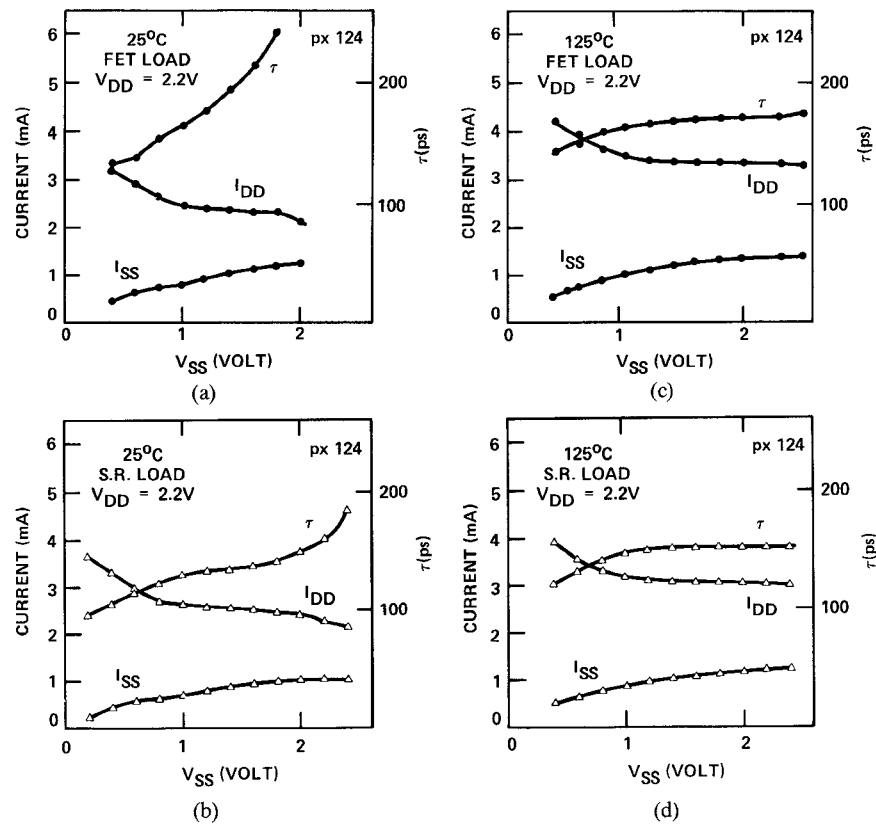 25°C
FET LOAD
V_DD = 2.2V
px 124
τ
I_DD
I_SS
CURRENT (mA)
6
5
4
3
2
1
0
200
100
τ(ps)
0
1
2
V_SS (VOLT)
(a)
125°C
FET LOAD
V_DD = 2.2V
px 124
τ
I_DD
I_SS
CURRENT (mA)
6
5
4
3
2
1
0
200
100
τ(ps)
0
1
2
V_SS (VOLT)
(c)
25°C
S.R. LOAD
V_DD = 2.2V
px 124
τ
I_DD
I_SS
CURRENT (mA)
6
5
4
3
2
1
0
200
100
τ(ps)
0
1
2
V_SS (VOLT)
(b)
125°C
S.R. LOAD
V_DD = 2.2V
px 124
τ
I_DD
I_SS
CURRENT (mA)
6
5
4
3
2
1
0
200
100
τ(ps)
0
1
2
V_SS (VOLT)
(d)